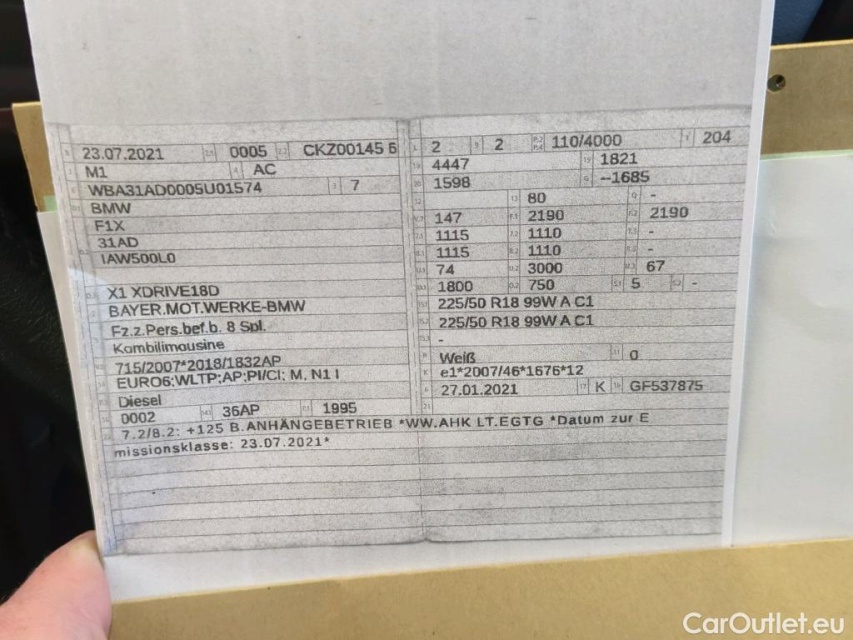 23.07.2021 0005 CKZ00145 6
M1 AC
WBA31AD0005U01574 7
BMW
F1X
31AD
IAW500L0
X1 XDRIVE18D
BAYER.MOT.WERKE-BMW
Fz.z.Pers.bef.b. 8 Spl.
Kombilimousine
715/2007*2018/1832AP
EURO6;WLTP;AP;PI/CI; M, N1 I
Diesel
0002 36AP 1995
2 2 110/4000 204
4447 1821
1598 --1685
80 -
147 2190 2190
1115 1110 -
1115 1110 -
74 3000 67
1800 750 5 -
225/50 R18 99W A C1
225/50 R18 99W A C1
-
Weiß 0
e1*2007/46*1676*12
27.01.2021 K GF537875
7.2/8.2: +125 B.ANHÄNGEBETRIEB *WW.AHK LT.EGTG *Datum zur E
missionsklasse: 23.07.2021*
CarOutlet.eu